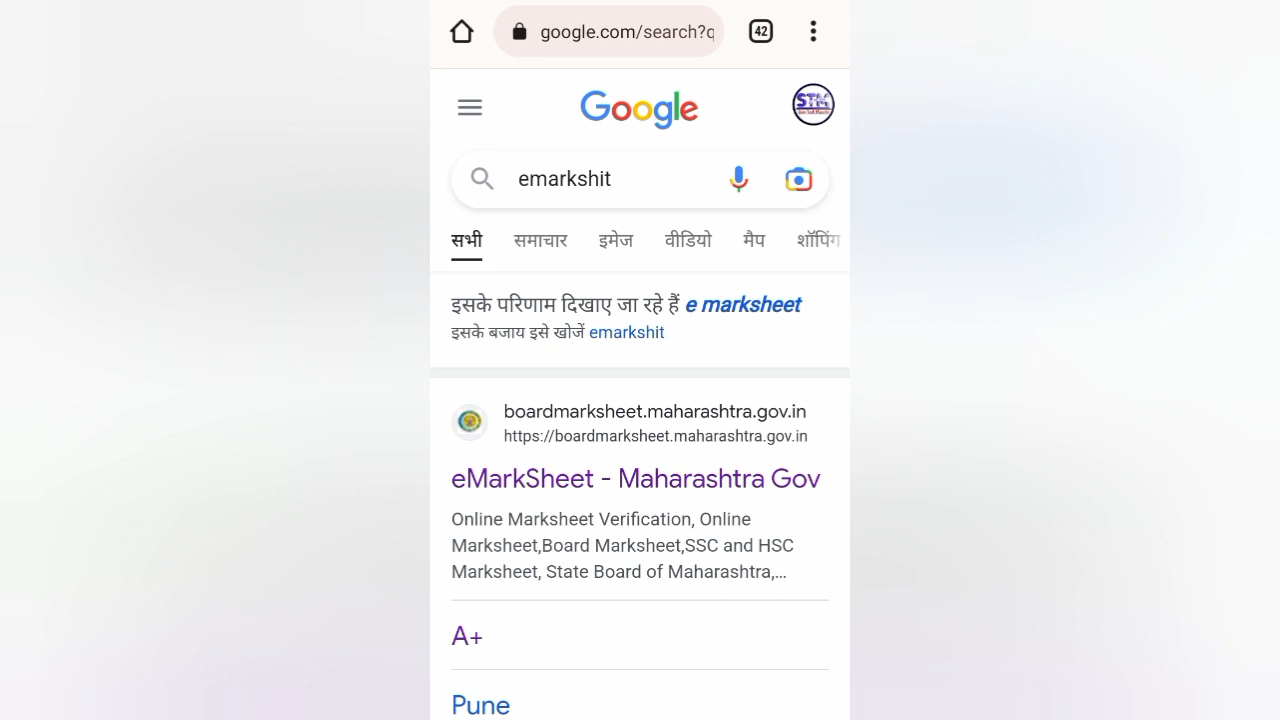 google.com/search?q
42
Google
STM
emarkshit
सभी समाचार इमेज वीडियो मैप शॉपिंग
इसके परिणाम दिखाए जा रहे हैं e marksheet
इसके बजाय इसे खोजें emarkshit
boardmarksheet.maharashtra.gov.in
https://boardmarksheet.maharashtra.gov.in
eMarkSheet - Maharashtra Gov
Online Marksheet Verification, Online
Marksheet,Board Marksheet,SSC and HSC
Marksheet, State Board of Maharashtra,...
A+
Pune